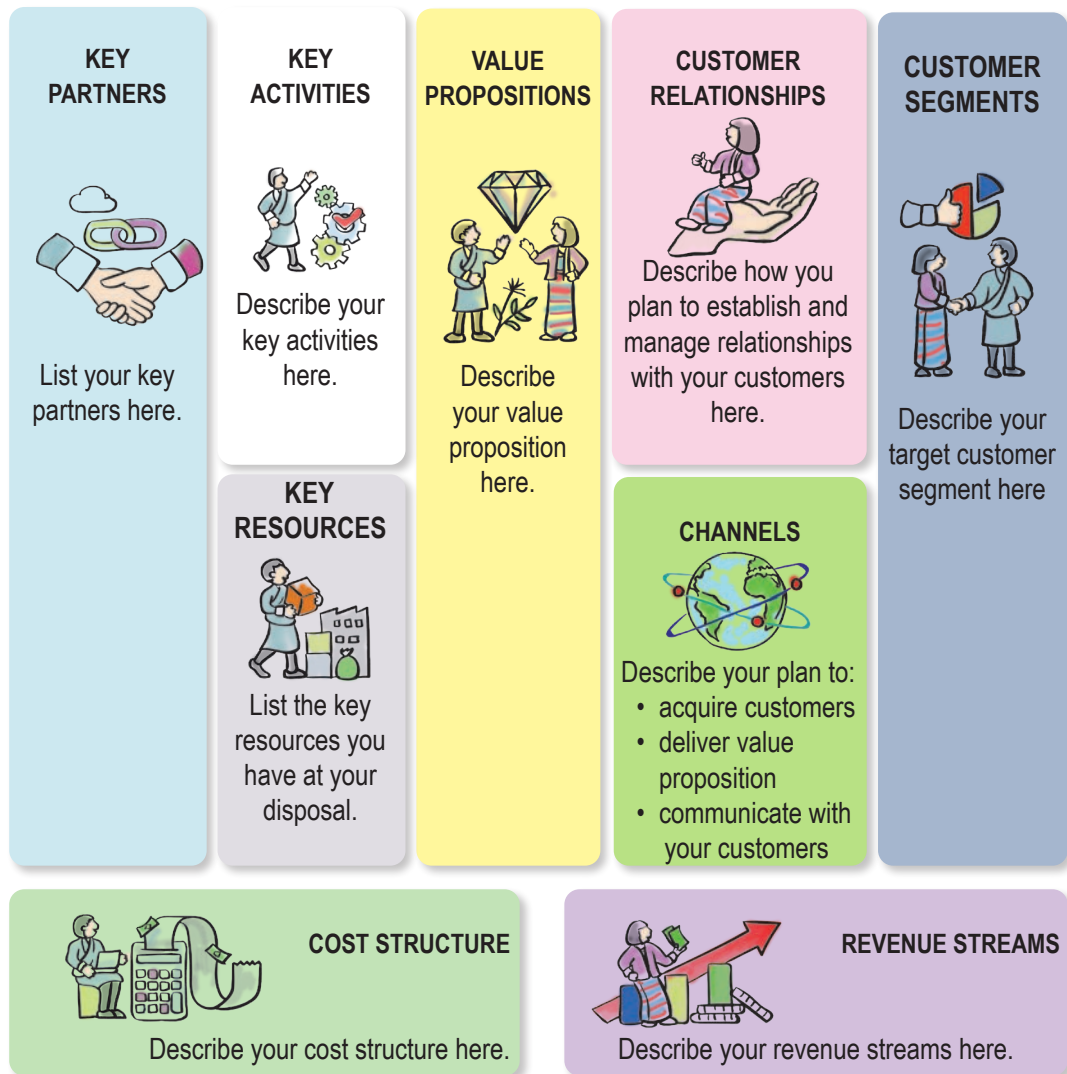 KEY
PARTNERS
List your key
partners here.
KEY
ACTIVITIES
Describe your
key activities
here.
KEY
RESOURCES
List the key
resources you
have at your
disposal.
VALUE
PROPOSITIONS
Describe
your value
proposition
here.
CUSTOMER
RELATIONSHIPS
Describe how you
plan to establish and
manage relationships
with your customers
here.
CHANNELS
Describe your plan to:
• acquire customers
• deliver value
proposition
• communicate with
your customers
CUSTOMER
SEGMENTS
Describe your
target customer
segment here
COST STRUCTURE
Describe your cost structure here.
REVENUE STREAMS
Describe your revenue streams here.